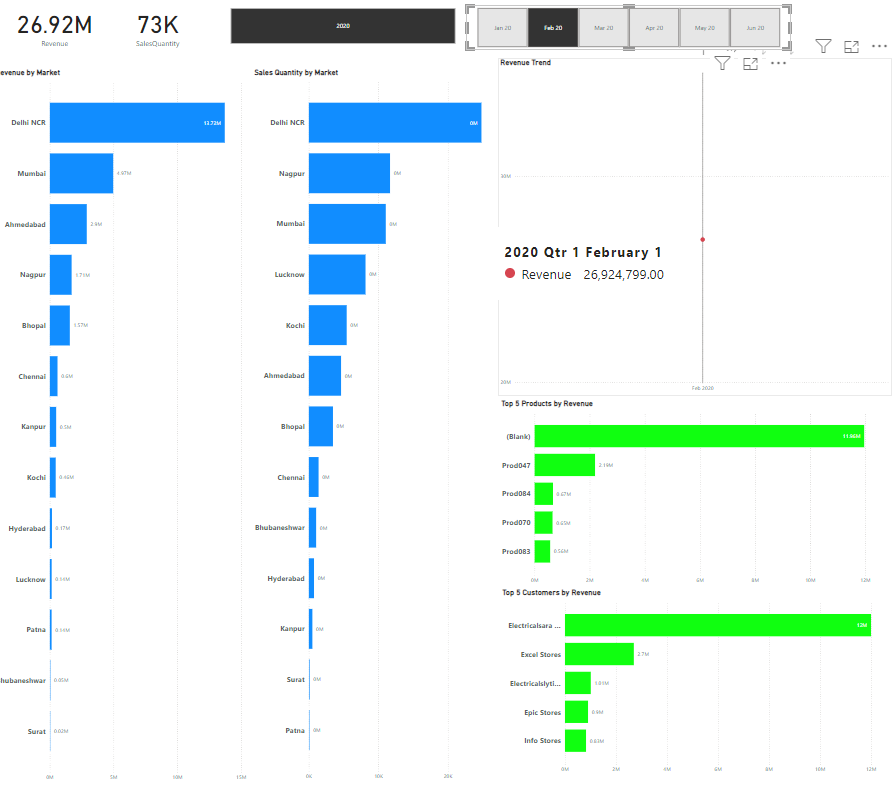 26.92M
Revenue
73K
SalesQuantity
2020
Jan 20
Feb 20
Mar 20
Apr 20
May 20
Jun 20
evenue by Market
Delhi NCR
13.72M
Mumbai
4.97M
Ahmedabad
2.9M
Nagpur
1.71M
Bhopal
1.57M
Chennai
0.6M
Kanpur
0.5M
Kochi
0.46M
Hyderabad
0.17M
Lucknow
0.14M
Patna
0.14M
hubaneshwar
0.05M
Surat
0.02M
0M
5M
10M
15M
Sales Quantity by Market
Delhi NCR
0M
Nagpur
0M
Mumbai
0M
Lucknow
0M
Kochi
0M
Ahmedabad
0M
Bhopal
0M
Chennai
0M
Bhubaneshwar
0M
Hyderabad
0M
Kanpur
0M
Surat
0M
Patna
0M
0K
10K
20K
Revenue Trend
30M
2020 Qtr 1 February 1
Revenue 26,924,799.00
20M
Feb 2020
Top 5 Products by Revenue
(Blank)
Prod047
2.19M
Prod084
0.67M
Prod070
0.65M
Prod083
0.56M
0M
2M
4M
6M
8M
10M
12M
Top 5 Customers by Revenue
Electricalsara ...
12M
Excel Stores
2.7M
Electricalslyti...
Epic Stores
0.9M
Info Stores
0.83M
0M
2M
4M
6M
8M
10M
12M